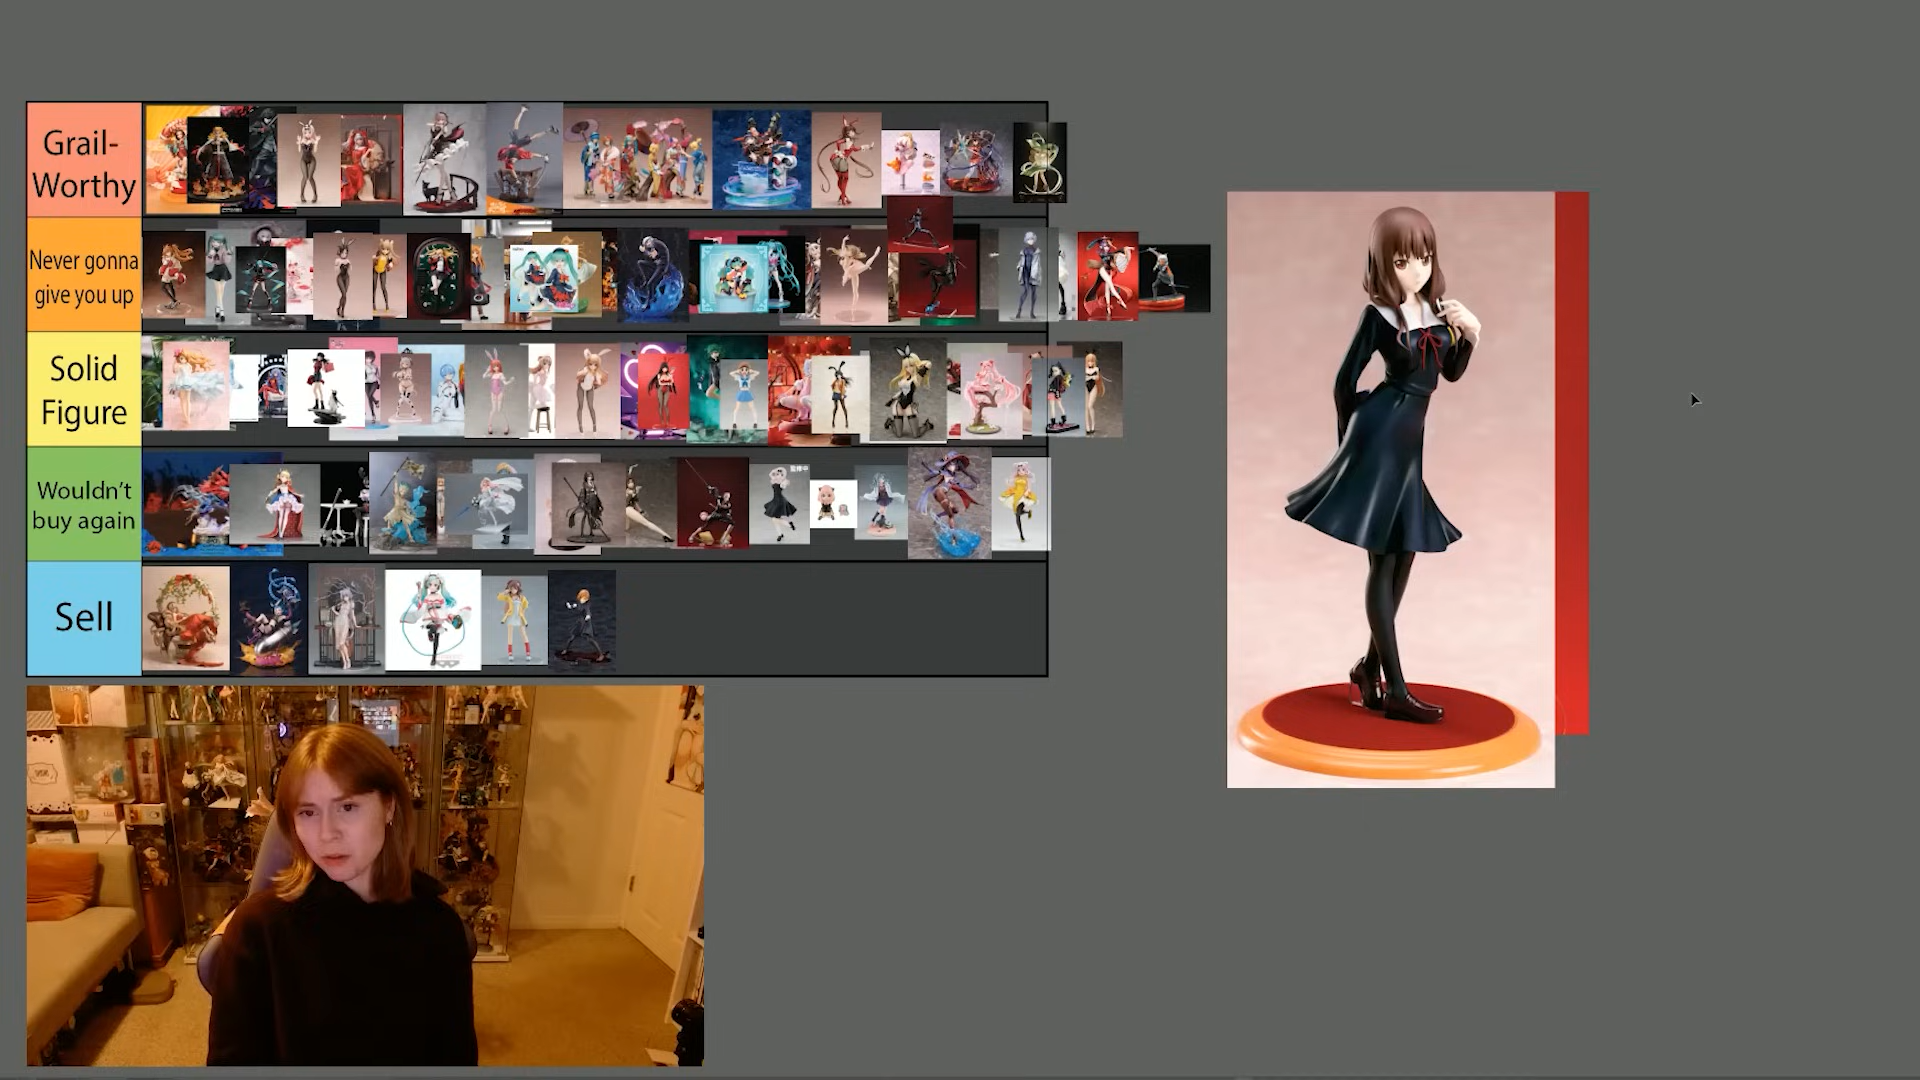 Grail-
Worthy
Never gonna
give you up
Solid
Figure
Wouldn't
buy again
Sell